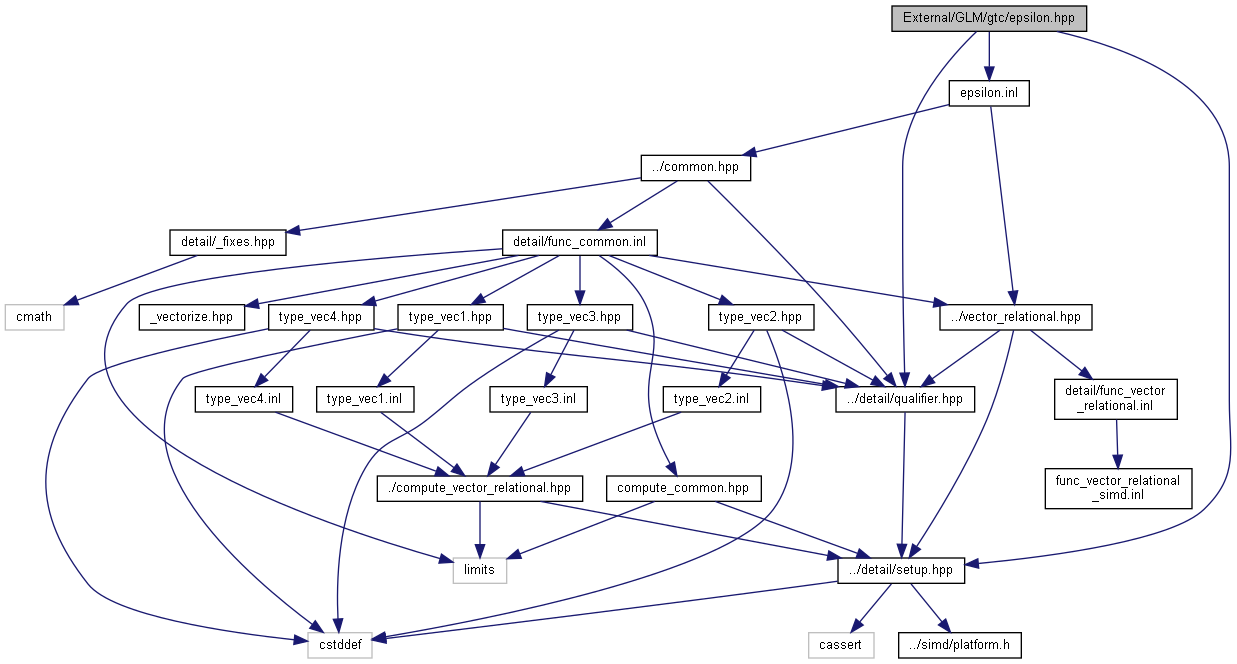 External/GLM/gtc/epsilon.hpp
epsilon.inl
../common.hpp
detail/_fixes.hpp
detail/func_common.inl
cmath
_vectorize.hpp
type_vec4.hpp
type_vec1.hpp
type_vec3.hpp
type_vec2.hpp
../vector_relational.hpp
type_vec4.inl
type_vec1.inl
type_vec3.inl
type_vec2.inl
../detail/qualifier.hpp
detail/func_vector
_relational.inl
./compute_vector_relational.hpp
compute_common.hpp
func_vector_relational
_simd.inl
limits
../detail/setup.hpp
cstddef
cassert
../simd/platform.h